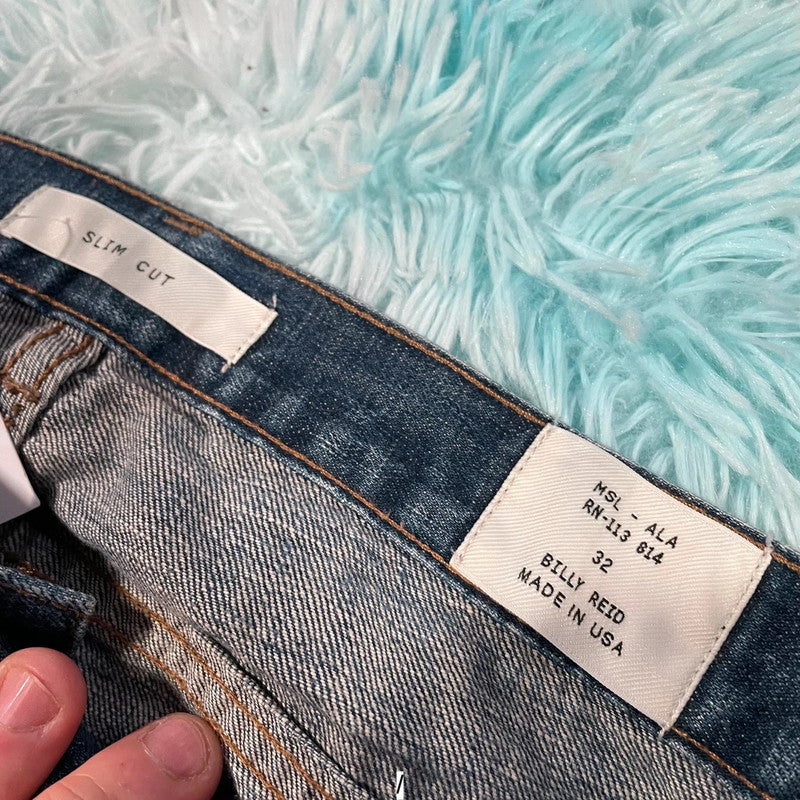 SLIM CUT
MSL - ALA
RN-113 814
32
BILLY REID
MADE IN USA